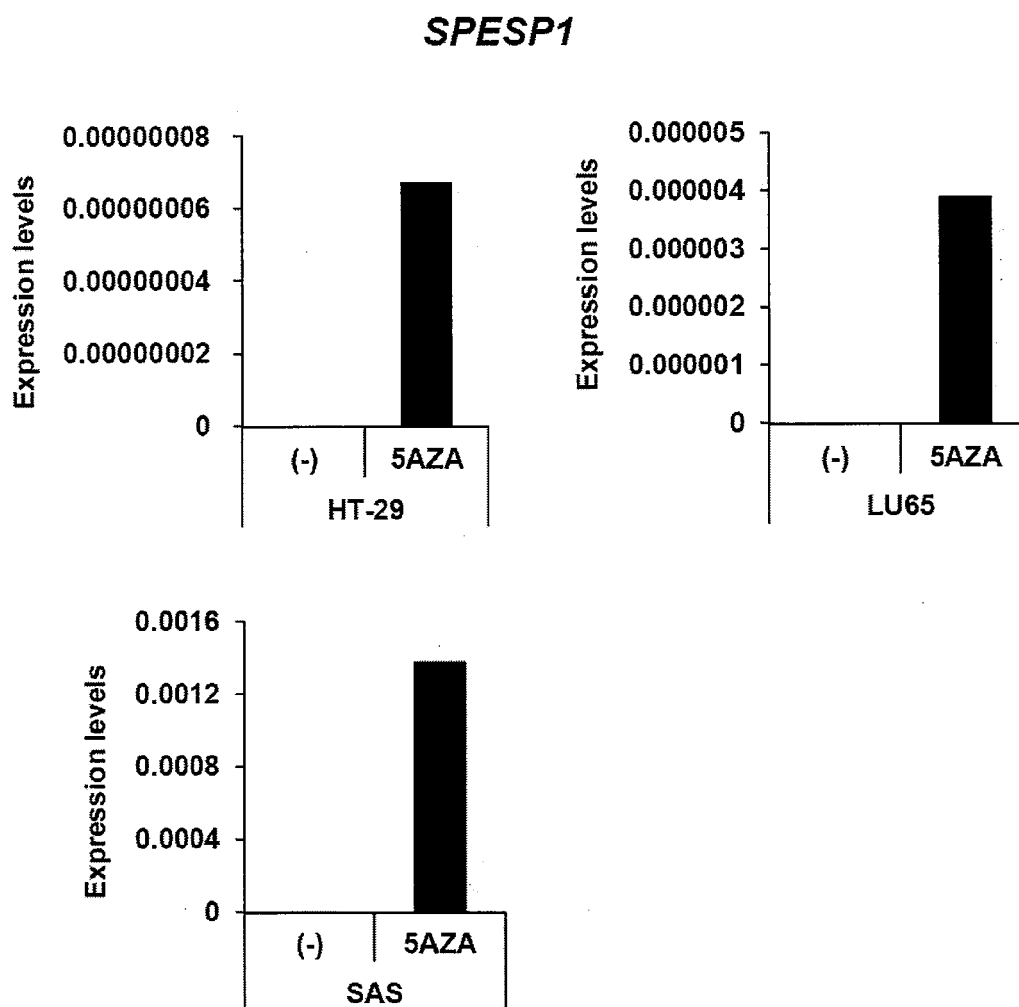 SPESP1
Expression levels
0.00000008
0.00000006
0.00000004
0.00000002
0
(-)
5AZA
HT-29
Expression levels
0.000005
0.000004
0.000003
0.000002
0.000001
0
(-)
5AZA
LU65
Expression levels
0.0016
0.0012
0.0008
0.0004
0
(-)
5AZA
SAS